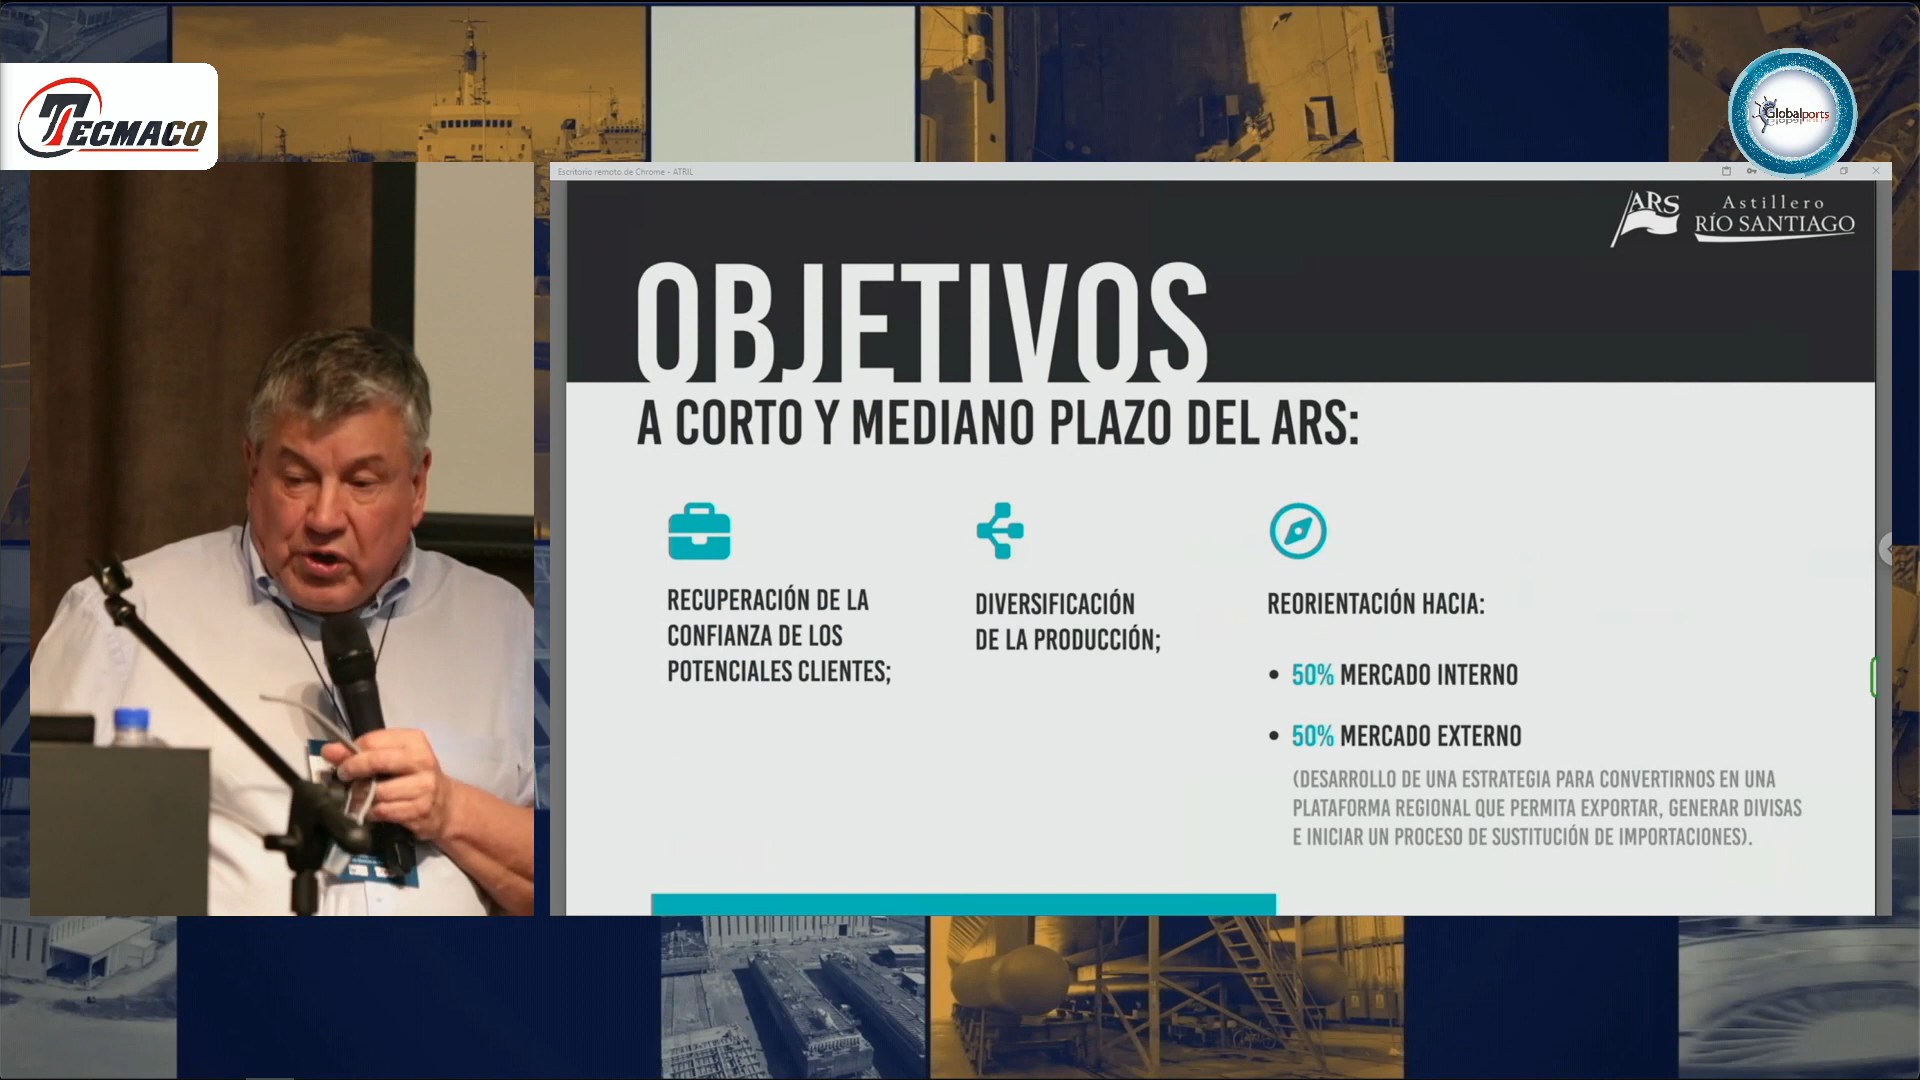 TECMACO
Globalports
Escritorio remoto de Chrome - ATRIL
ARS
Astillero
RÍO SANTIAGO
OBJETIVOS
A CORTO Y MEDIANO PLAZO DEL ARS:
RECUPERACIÓN DE LA
CONFIANZA DE LOS
POTENCIALES CLIENTES;
DIVERSIFICACIÓN
DE LA PRODUCCIÓN;
REORIENTACIÓN HACIA:
• 50% MERCADO INTERNO
• 50% MERCADO EXTERNO
(DESARROLLO DE UNA ESTRATEGIA PARA CONVERTIRNOS EN UNA
PLATAFORMA REGIONAL QUE PERMITA EXPORTAR, GENERAR DIVISAS
E INICIAR UN PROCESO DE SUSTITUCIÓN DE IMPORTACIONES).